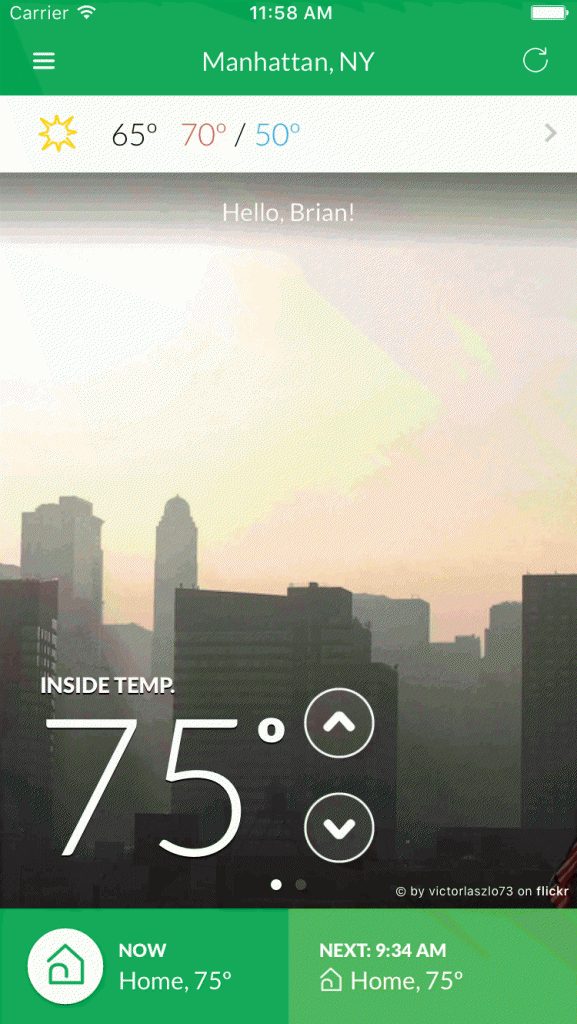 Carrier 11:58 AM
Manhattan, NY
65° 70° / 50°
Hello, Brian!
INSIDE TEMP.
75°
© by victorlaszlo73 on flickr
NOW
Home, 75°
NEXT: 9:34 AM
Home, 75°